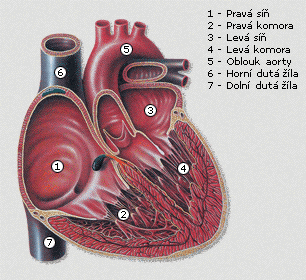 1 - Pravá síň
2 - Pravá komora
3 - Levá síň
4 - Levá komora
5 - Oblouk aorty
6 - Horní dutá žíla
7 - Dolní dutá žíla
5
6
3
1
4
2
7